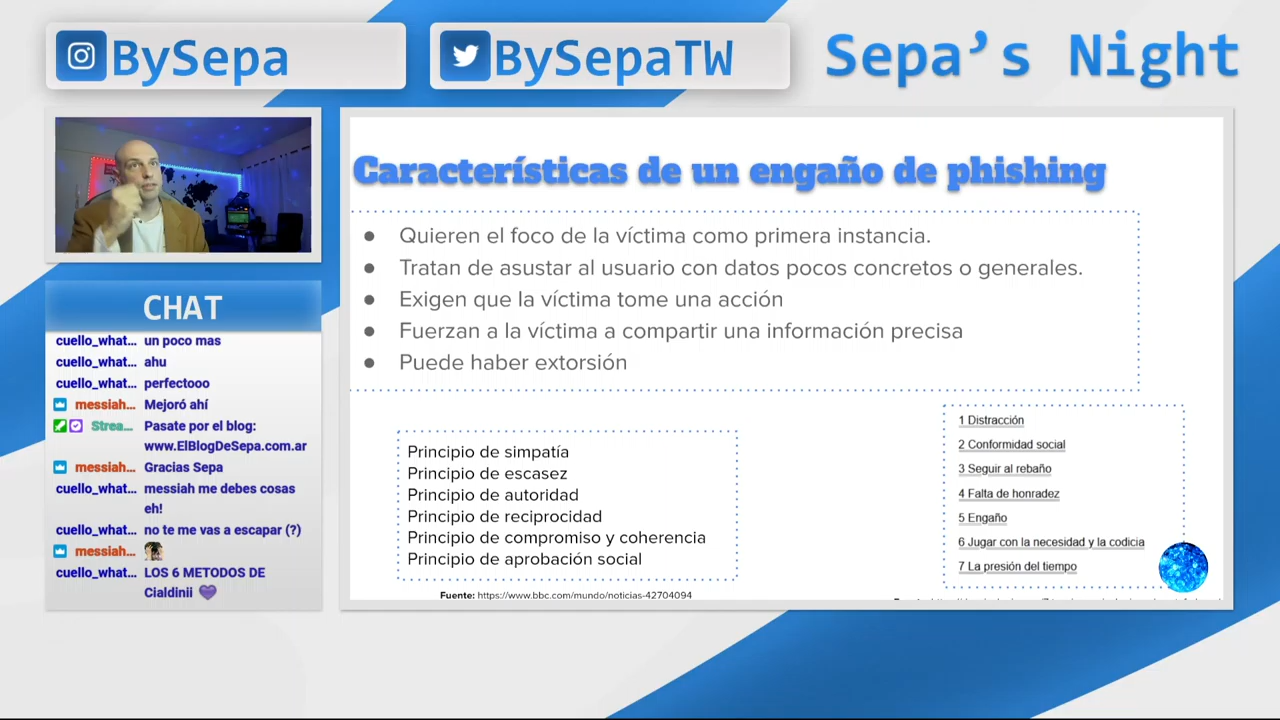 BySepa
BySepaTW
Sepa's Night
Características de un engaño de phishing
● Quieren el foco de la víctima como primera instancia.
● Tratan de asustar al usuario con datos pocos concretos o generales.
● Exigen que la víctima tome una acción
● Fuerzan a la víctima a compartir una información precisa
● Puede haber extorsión
Principio de simpatía
Principio de escasez
Principio de autoridad
Principio de reciprocidad
Principio de compromiso y coherencia
Principio de aprobación social
Fuente: https://www.bbc.com/mundo/noticias-42704094
1 Distracción
2 Conformidad social
3 Seguir al rebaño
4 Falta de honradez
5 Engaño
6 Jugar con la necesidad y la codicia
7 La presión del tiempo
CHAT
cuello_what... un poco mas
cuello_what... ahu
cuello_what... perfectooo
messiah... Mejoró ahí
Strea... Pasate por el blog:
www.ElBlogDeSepa.com.ar
messiah... Gracias Sepa
cuello_what... messiah me debes cosas
eh!
cuello_what... no te me vas a escapar (?)
messiah...
cuello_what... LOS 6 METODOS DE
Cialdinii 💜